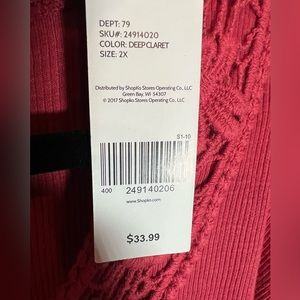 DEPT: 79
SKU#: 24914020
COLOR: DEEP CLARET
SIZE: 2X
Distributed by ShopKo Stores Operating Co., LLC
Green Bay, WI 54307
© 2017 ShopKo Stores Operating Co., LLC
S1-10
400 249140206
www.Shopko.com
$33.99